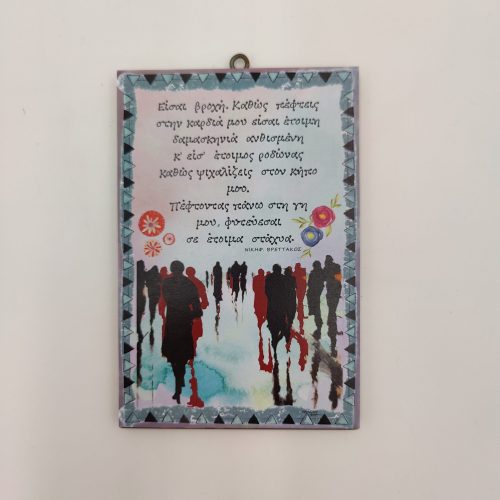 Είσαι βροχή. Καθώς πέφτεις
στην καρδιά μου είσαι έτοιμη
δαμασκηνιά ανθισμένη
κ' είσ' έτοιμος ροδώνας
καθώς ψιχαλίζεις στον κήπο
μου.
Πέφτοντας πάνω στη γη
μου, φυτεύεσαι
σε έτοιμα στάχυα.
ΝΙΚΗΦ. ΒΡΕΤΤΑΚΟΣ